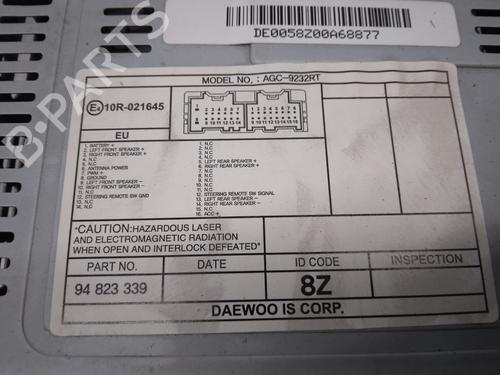 DE0058Z00A68877
MODEL NO. : AGC-9232RT
10R-021645
EU
1. BATTERY +
2. LEFT FRONT SPEAKER +
3. RIGHT FRONT SPEAKER +
4. N.C
5. N.C
6. ANTENNA POWER
7. PWM +
8. GROUND
9. LEFT FRONT SPEAKER -
10. RIGHT FRONT SPEAKER -
11. N.C
12. STEERING REMOTE SW GND
13. N.C
14. N.C
1. N.C
2. N.C
3. N.C
4. N.C
5. LEFT REAR SPEAKER +
6. RIGHT REAR SPEAKER +
7. N.C
8. N.C
9. N.C
10. N.C
11. N.C
12. STEERING REMOTE SW SIGNAL
13. LEFT REAR SPEAKER -
14. RIGHT REAR SPEAKER -
15. N.C
16. ACC +
"CAUTION:HAZARDOUS LASER
AND ELECTROMAGNETIC RADIATION
WHEN OPEN AND INTERLOCK DEFEATED"
PART NO. DATE ID CODE INSPECTION
94 823 339 8Z
DAEWOO IS CORP.
B-PARTS